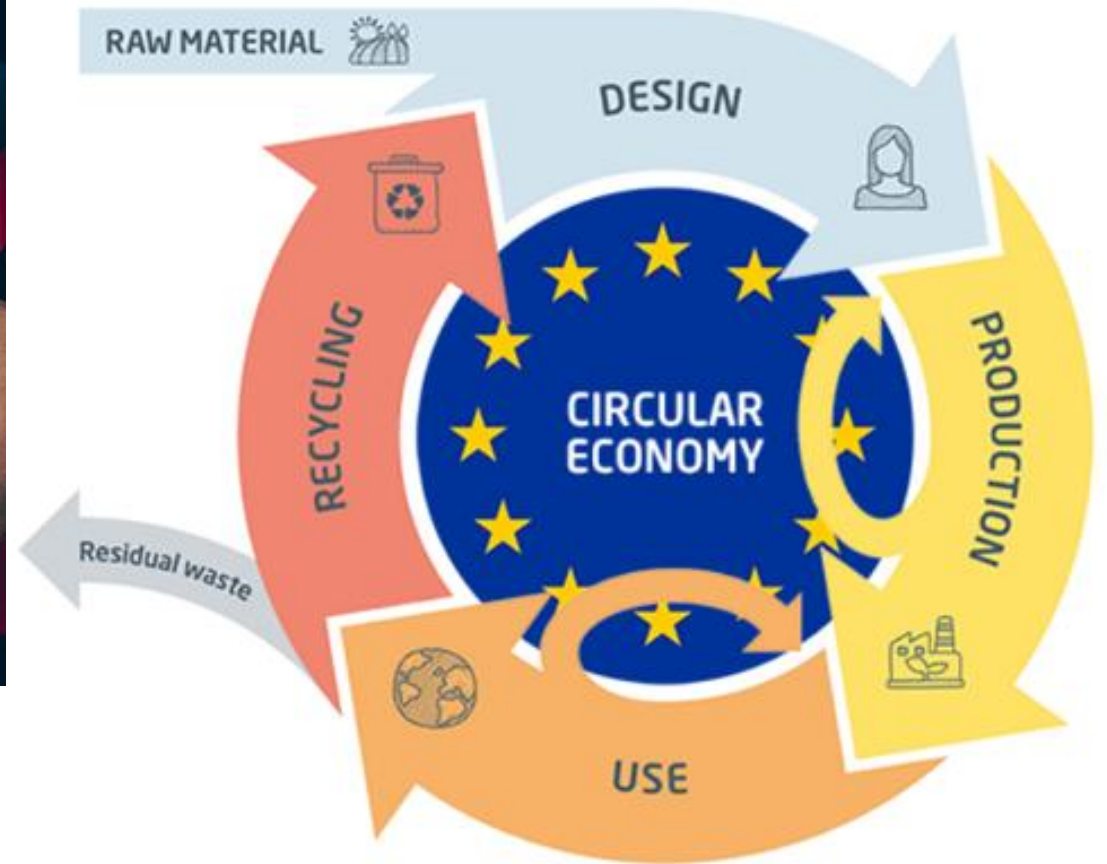 RAW MATERIAL
DESIGN
PRODUCTION
CIRCULAR
ECONOMY
USE
RECYCLING
Residual waste